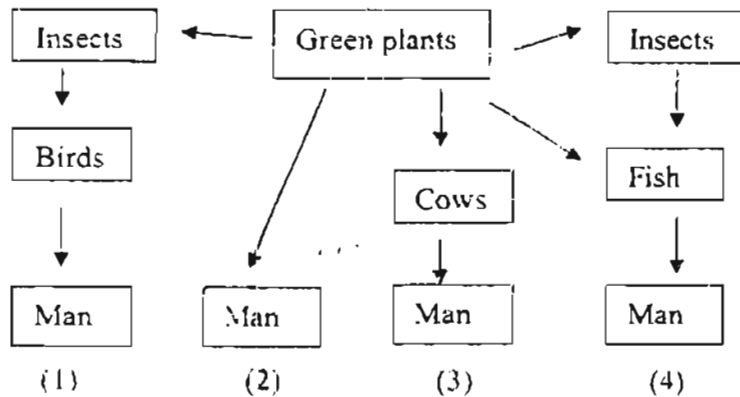 Insects
Green plants
Insects
Birds
Fish
Cows
Man
Man
Man
Man
(1)
(2)
(3)
(4)